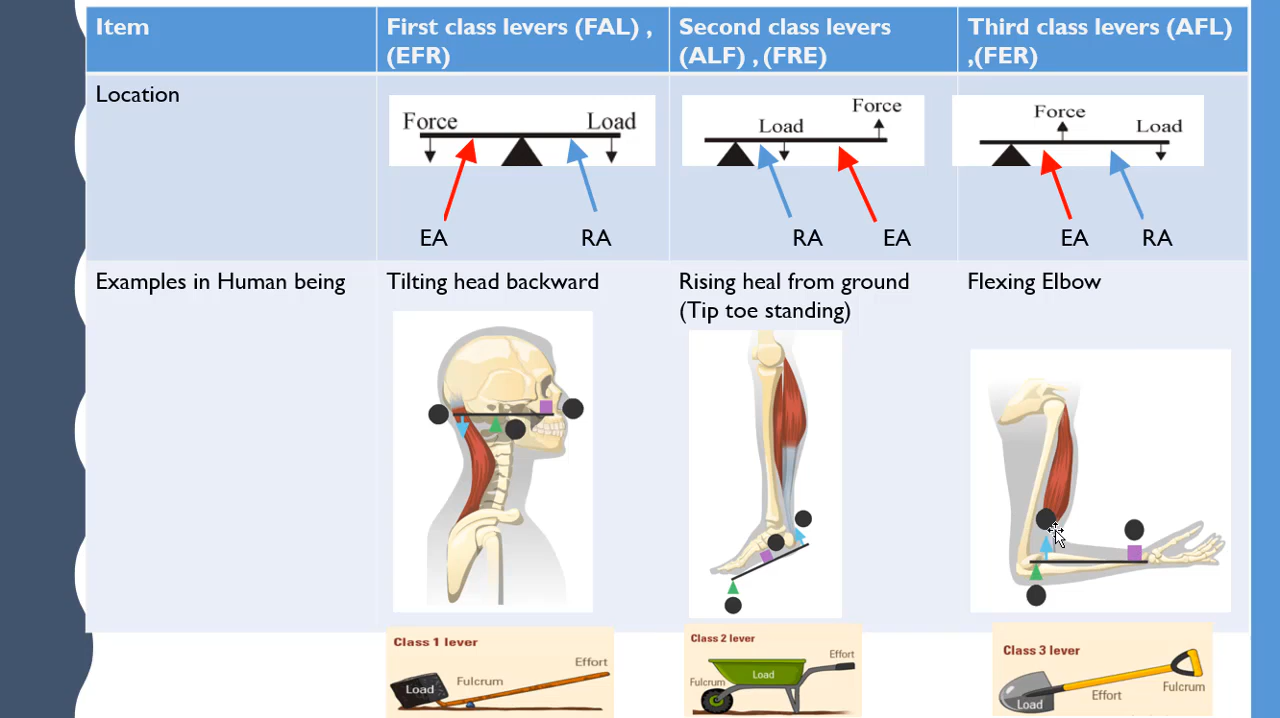 Item
First class levers (FAL) ,
(EFR)
Second class levers
(ALF) , (FRE)
Third class levers (AFL)
,(FER)
Location
Force
Load
EA
RA
Load
Force
RA
EA
Force
Load
EA
RA
Examples in Human being
Tilting head backward
Rising heal from ground
(Tip toe standing)
Flexing Elbow
Class 1 lever
Load
Fulcrum
Effort
Class 2 lever
Fulcrum
Load
Effort
Class 3 lever
Load
Effort
Fulcrum